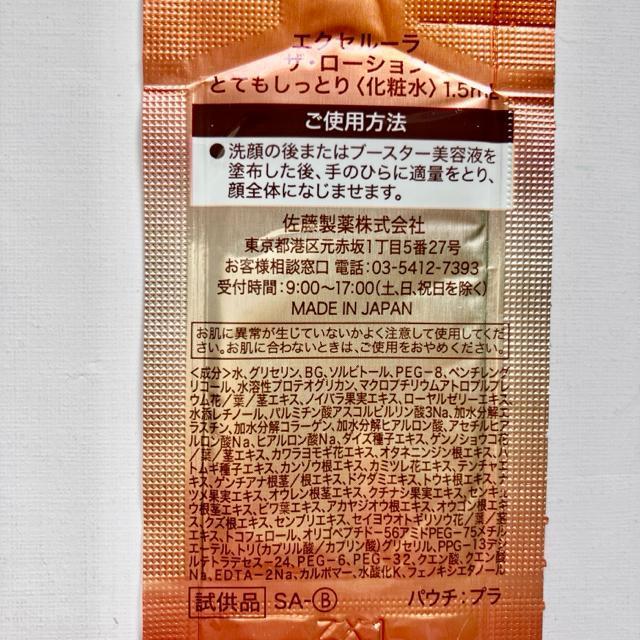 エクセルーラ
ザ・ローション
とてもしっとり〈化粧水〉1.5mL
ご使用方法
●洗顔の後またはブースター美容液を
塗布した後、手のひらに適量をとり、
顔全体になじませます。
佐藤製薬株式会社
東京都港区元赤坂1丁目5番27号
お客様相談窓口 電話:03-5412-7393
受付時間:9:00〜17:00(土、日、祝日を除く)
MADE IN JAPAN
お肌に異常が生じていないかよく注意して使用してくだ
さい。お肌に合わないときは、ご使用をおやめください。
〈成分〉水、グリセリン、BG、ソルビトール、PEG-8、ペンチレング
リコール、水溶性プロテオグリカン、マクロプチリウムアトロプルプレ
ウム花/葉/茎エキス、ノイバラ果実エキス、ローヤルゼリーエキス、
水酒レチノール、パルミチン酸アスコルビルリン酸3Na、加水分解エ
ラスチン、加水分解コラーゲン、加水分解ヒアルロン酸、アセチルヒア
ルロン酸Na、ヒアルロン酸Na、ダイズ種子エキス、ゲンノショウコ花
/葉/茎エキス、カワラヨモギ花エキス、オタネニンジン根エキス、ハ
トムギ種子エキス、カンゾウ根エキス、カミツレ花エキス、テンチャエ
キス、ゲンチアナ根茎/根エキス、ドクダミエキス、トウキ根エキス、ナ
ツメ果実エキス、オウレン根茎エキス、クチナシ果実エキス、センキュ
ウ根茎エキス、ビワ葉エキス、アカヤジオウ根エキス、オウゴン根エキ
ス、クズ根エキス、センブリエキス、セイヨウオトギリソウ花/葉/茎エ
キス、トコフェロール、オリゴペプチド-56アミドPEG-75メチル
エーテル、トリ(カプリル酸/カプリン酸)グリセリル、PPG-13デシ
ルテトラデセス-24、PEG-6、PEG-32、クエン酸、クエン酸
Na、EDTA-2Na、カルボマー、水酸化K、フェノキシエタノール
試供品 SA-Ⓑ パウチ:プラ